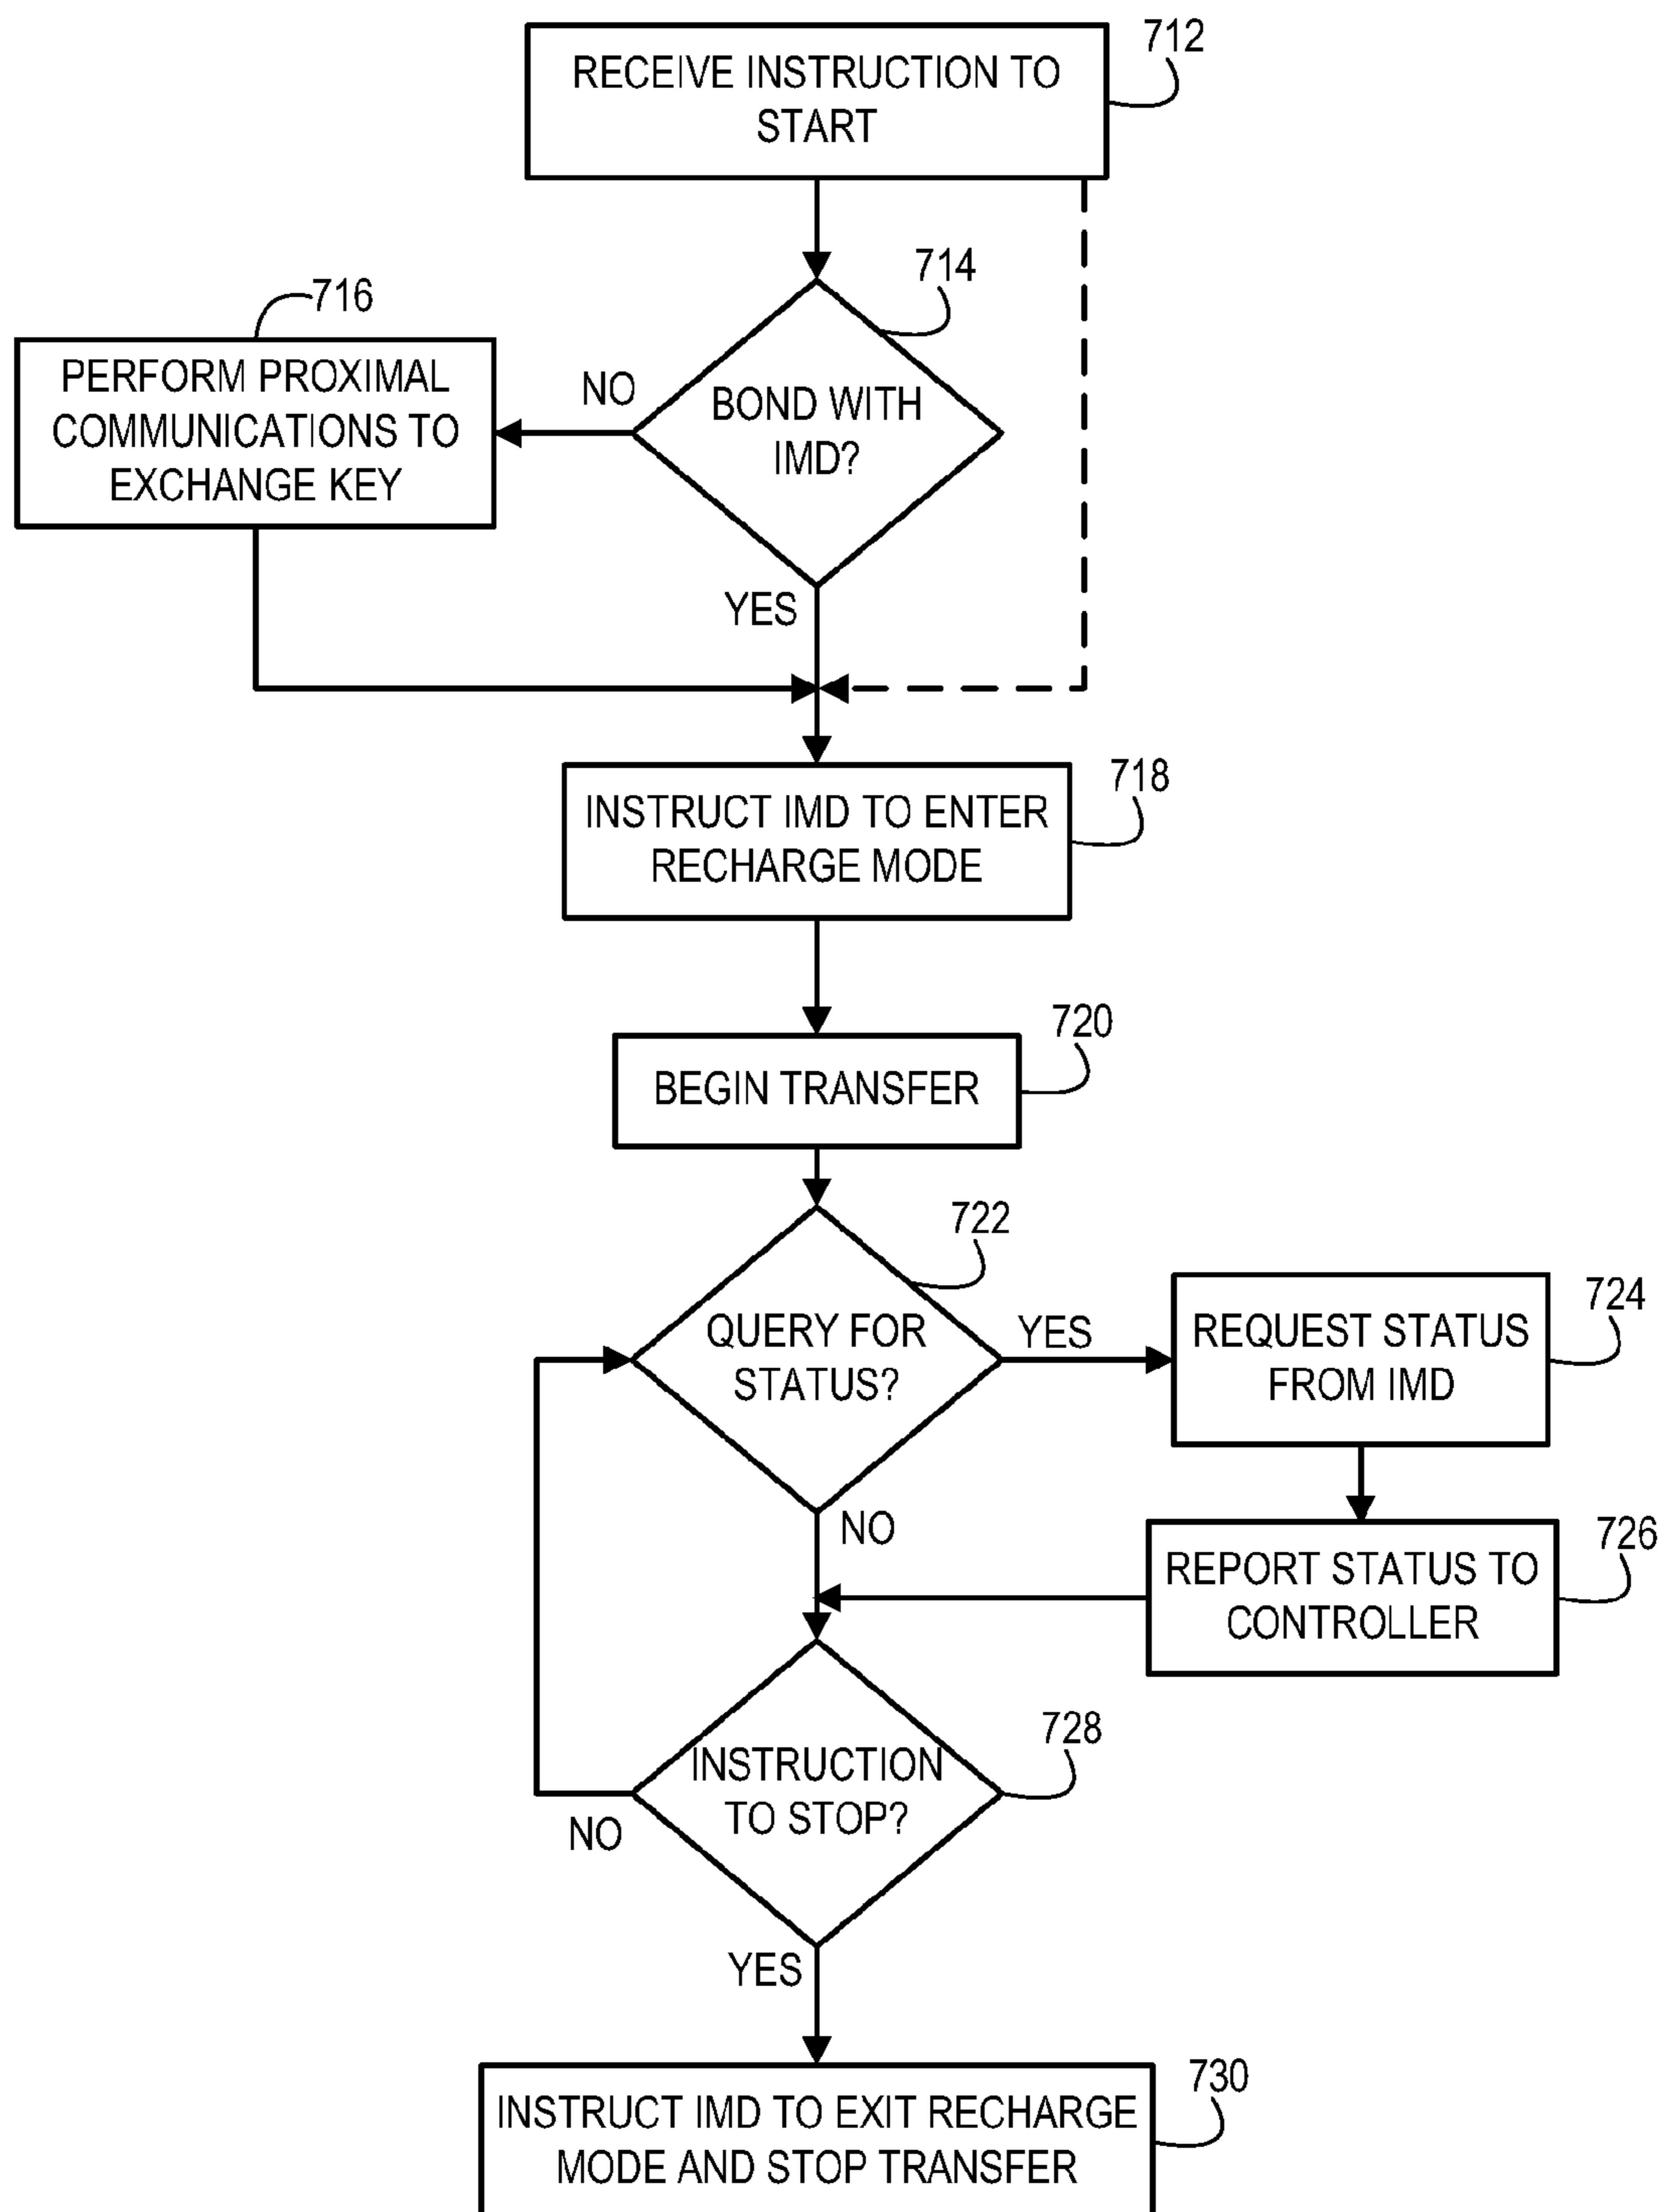 712
RECEIVE INSTRUCTION TO
START
714
716
PERFORM PROXIMAL
COMMUNICATIONS TO
EXCHANGE KEY
NO
BOND WITH
IMD?
YES
718
INSTRUCT IMD TO ENTER
RECHARGE MODE
720
BEGIN TRANSFER
722
QUERY FOR
STATUS?
YES
724
REQUEST STATUS
FROM IMD
NO
726
REPORT STATUS TO
CONTROLLER
728
INSTRUCTION
TO STOP?
NO
YES
730
INSTRUCT IMD TO EXIT RECHARGE
MODE AND STOP TRANSFER